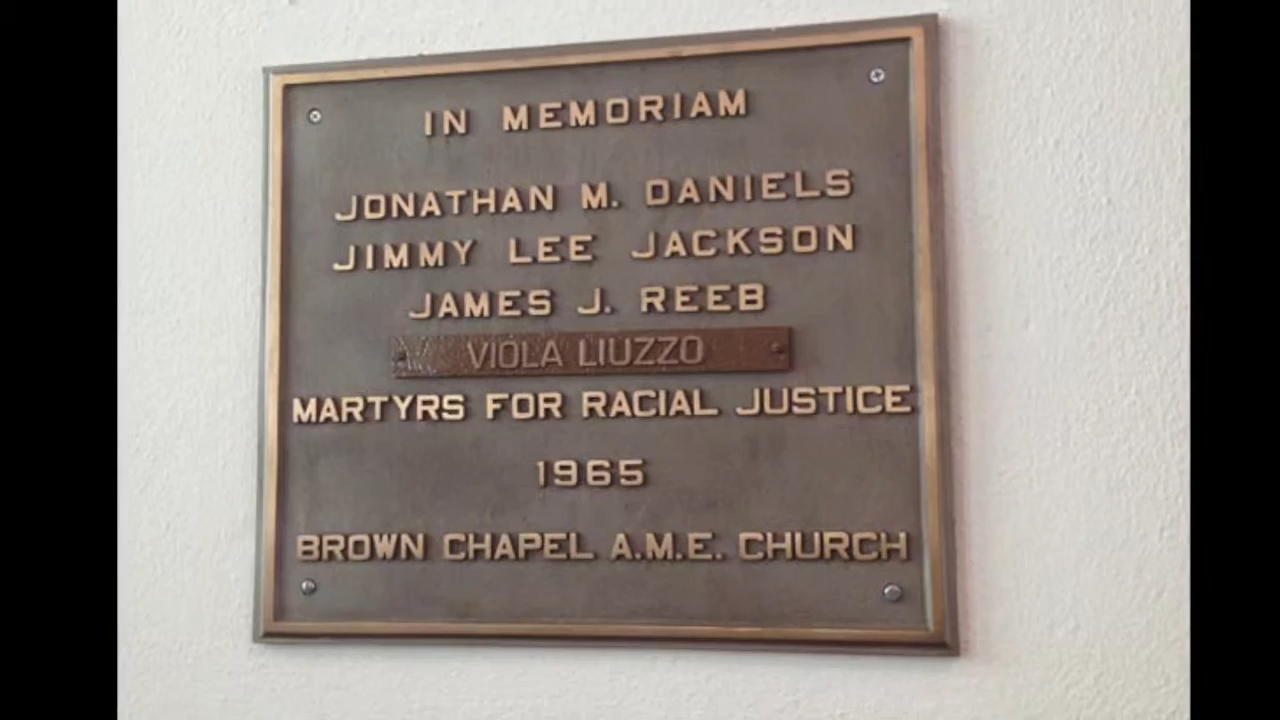 IN MEMORIAM
JONATHAN M. DANIELS
JIMMY LEE JACKSON
JAMES J. REEB
VIOLA LIUZZO
MARTYRS FOR RACIAL JUSTICE
1965
BROWN CHAPEL A.M.E. CHURCH